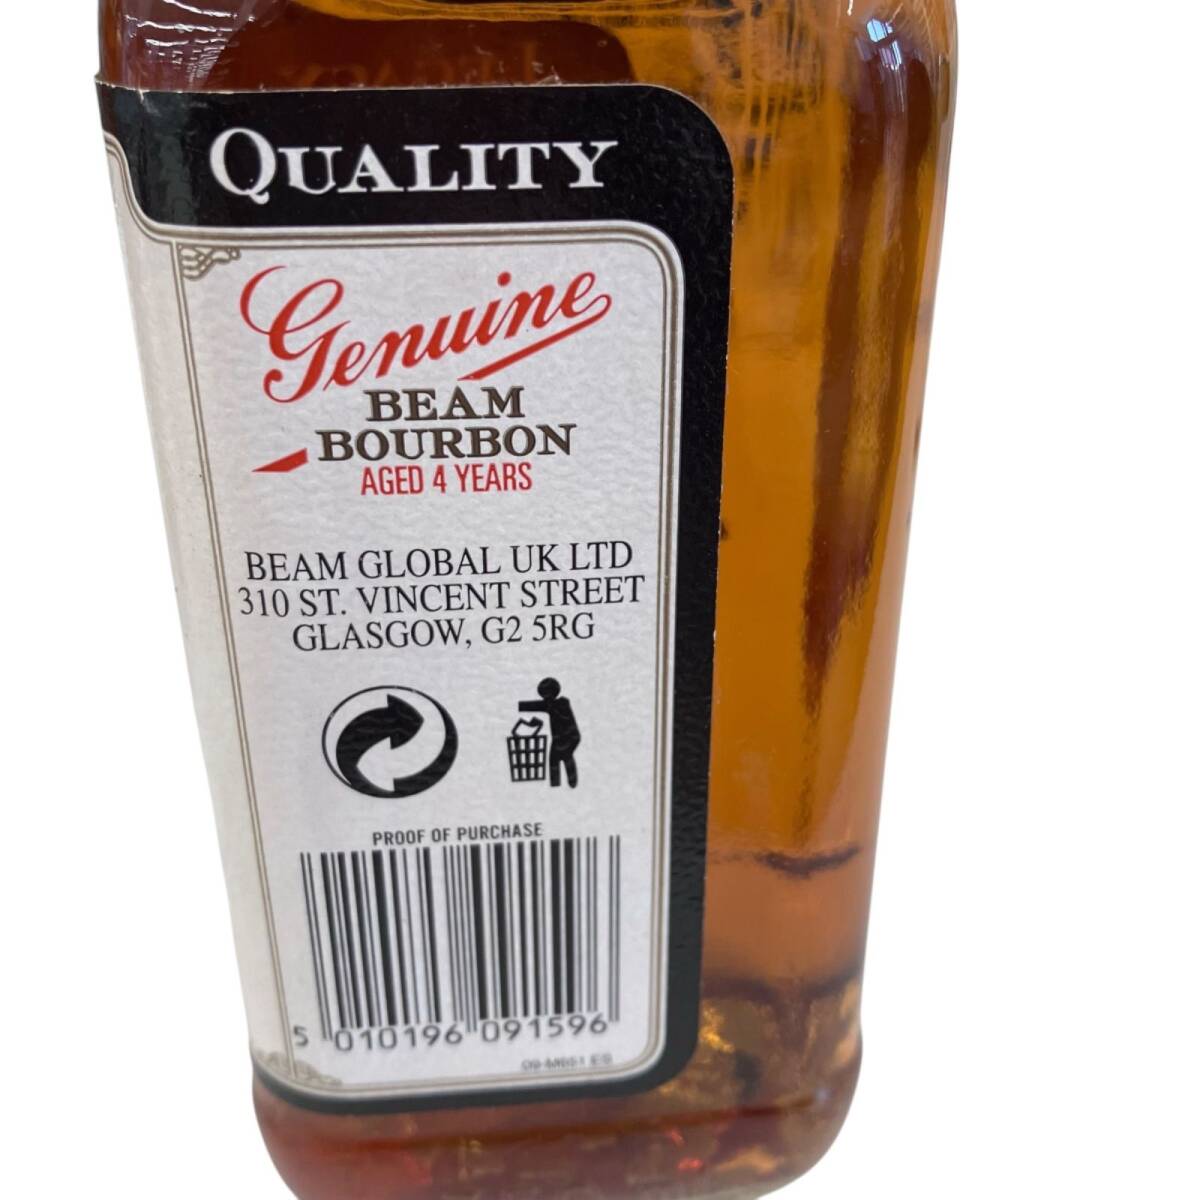 QUALITY
Genuine
BEAM
BOURBON
AGED 4 YEARS
BEAM GLOBAL UK LTD
310 ST. VINCENT STREET
GLASGOW, G2 5RG
PROOF OF PURCHASE
5 010196 091596